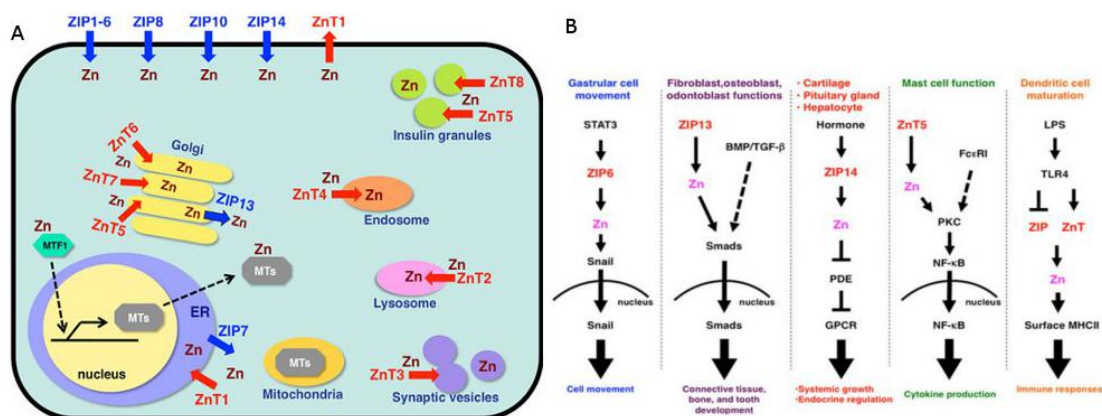 A
ZIP1-6 ZIP8 ZIP10 ZIP14 ZnT1
Zn Zn Zn Zn Zn
Zn ZnT8
Zn
ZnT5
Insulin granules
ZnT6
Golgi
Zn
Zn
ZnT7 Zn
ZIP13
Zn
Zn Zn
ZnT5
Zn
ZnT4 Zn
Endosome
Zn
MTF1
Zn
MTs
Zn
ZnT2
Lysosome
MTs
ER
ZIP7
Zn
Zn
nucleus
ZnT1
MTs
Mitochondria
Zn
ZnT3
Zn
Synaptic vesicles
B
Gastrular cell
movement
STAT3
ZIP6
Zn
Snail
nucleus
Snail
Cell movement
Fibroblast,osteoblast,
odontoblast functions
ZIP13
BMP/TGF-β
Zn
Smads
nucleus
Smads
Connective tissue,
bone, and tooth
development
• Cartilage
• Pituitary gland
• Hepatocyte
Hormone
ZIP14
Zn
PDE
GPCR
•Systemic growth
•Endocrine regulation
Mast cell function
ZnT5
FcεRI
Zn
PKC
NF-κB
nucleus
NF-κB
Cytokine production
Dendritic cell
maturation
LPS
TLR4
ZIP ZnT
Zn
Surface MHCII
Immune responses